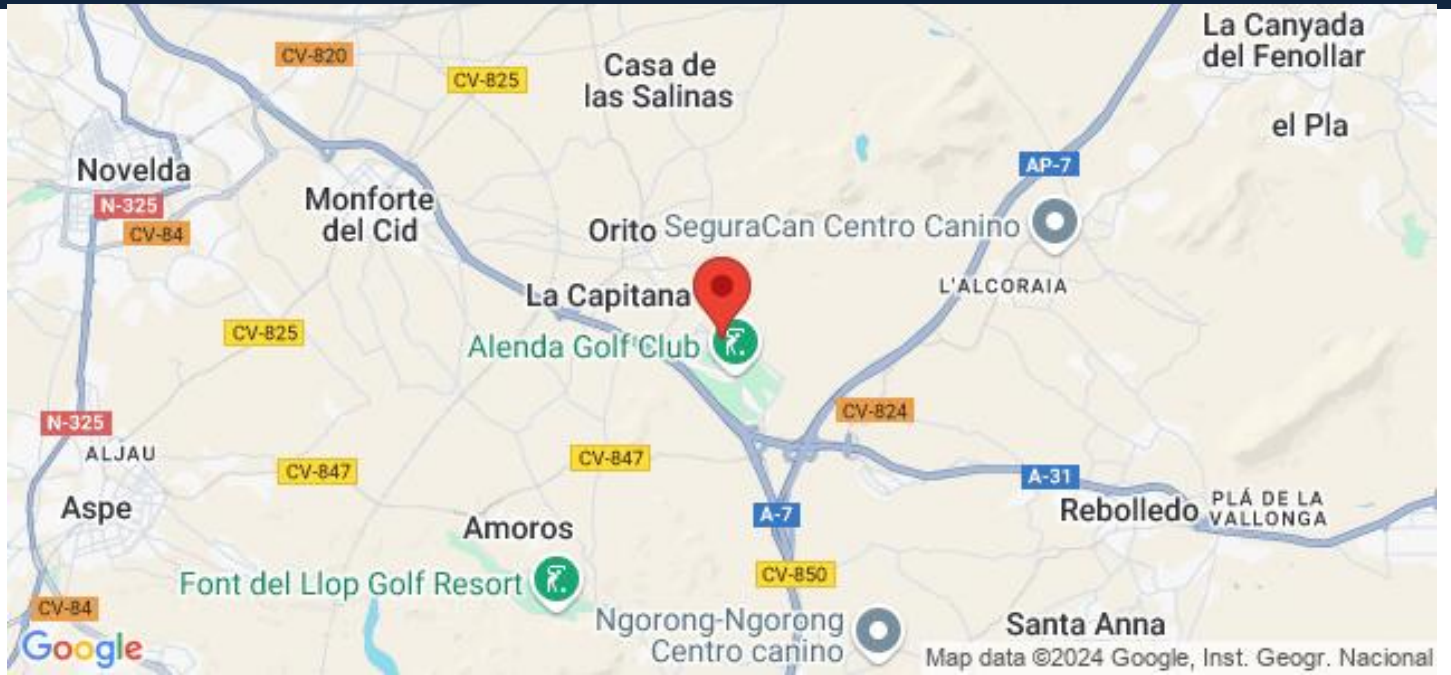 La Canyada
del Fenollar
CV-820
CV-825
Casa de
las Salinas
el Pla
AP-7
Novelda
N-325
CV-84
Monforte
del Cid
Orito
SeguraCan Centro Canino
L'ALCORAIA
La Capitana
CV-825
Alenda Golf Club
N-325
CV-824
ALJAU
CV-847
CV-847
A-31
Aspe
Amoros
A-7
Rebolledo
PLÁ DE LA
VALLONGA
Font del Llop Golf Resort
CV-850
CV-84
Ngorong-Ngorong
Centro canino
Santa Anna
Google
Map data ©2024 Google, Inst. Geogr. Nacional